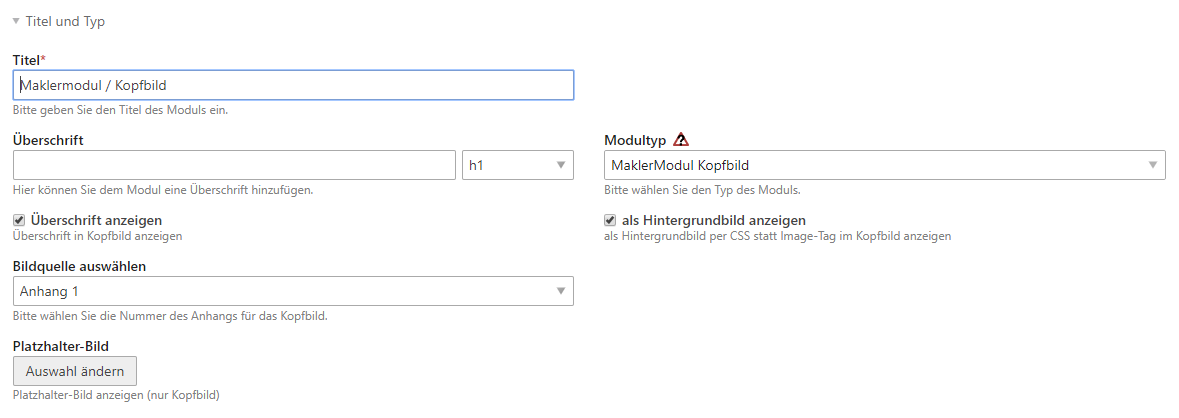 Titel und Typ
Titel*
Maklermodul / Kopfbild
Bitte geben Sie den Titel des Moduls ein.
Überschrift
h1
Hier können Sie dem Modul eine Überschrift hinzufügen.
Modultyp
MaklerModul Kopfbild
Bitte wählen Sie den Typ des Moduls.
Überschrift anzeigen
Überschrift in Kopfbild anzeigen
als Hintergrundbild anzeigen
als Hintergrundbild per CSS statt Image-Tag im Kopfbild anzeigen
Bildquelle auswählen
Anhang 1
Bitte wählen Sie die Nummer des Anhangs für das Kopfbild.
Platzhalter-Bild
Auswahl ändern
Platzhalter-Bild anzeigen (nur Kopfbild)